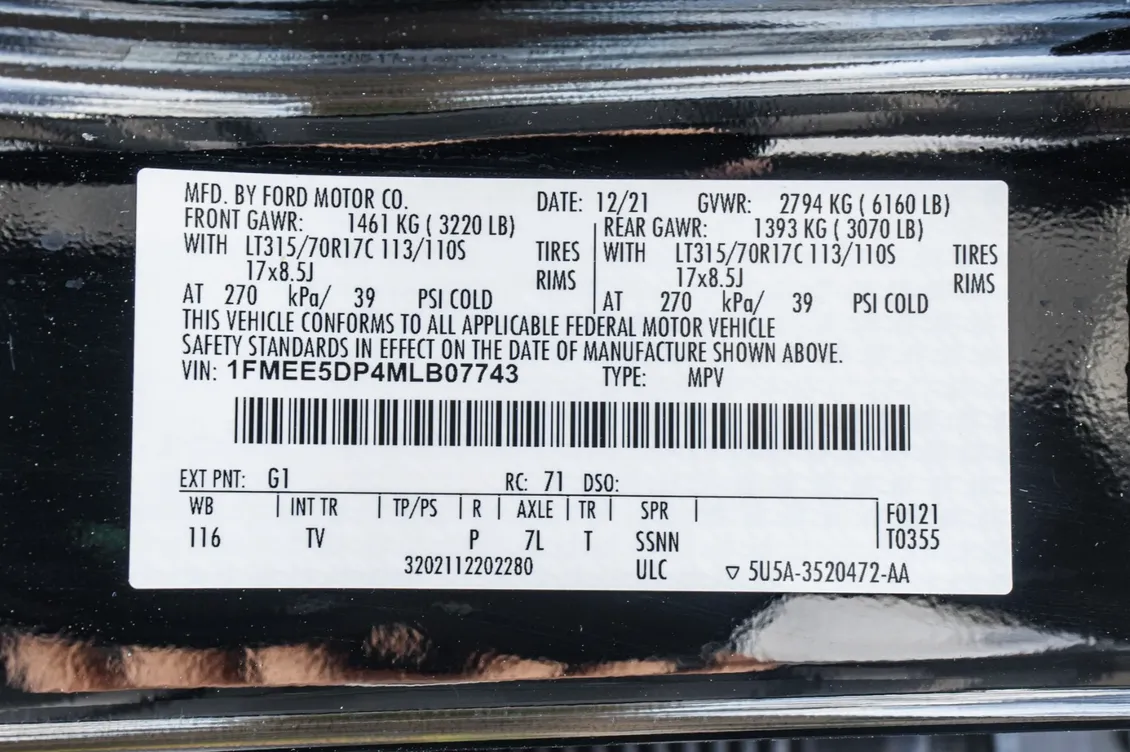 MFD. BY FORD MOTOR CO. DATE: 12/21 GVWR: 2794 KG ( 6160 LB)
FRONT GAWR: 1461 KG ( 3220 LB) REAR GAWR: 1393 KG ( 3070 LB)
WITH LT315/70R17C 113/110S TIRES WITH LT315/70R17C 113/110S TIRES
17x8.5J RIMS 17x8.5J RIMS
AT 270 kPa/ 39 PSI COLD AT 270 kPa/ 39 PSI COLD
THIS VEHICLE CONFORMS TO ALL APPLICABLE FEDERAL MOTOR VEHICLE
SAFETY STANDARDS IN EFFECT ON THE DATE OF MANUFACTURE SHOWN ABOVE.
VIN: 1FMEE5DP4MLB07743 TYPE: MPV
EXT PNT: G1 RC: 71 DSO:
WB | INT TR | TP/PS | R | AXLE | TR | SPR | F0121
116 TV P 7L T SSNN T0355
3202112202280 ULC ▽ 5U5A-3520472-AA